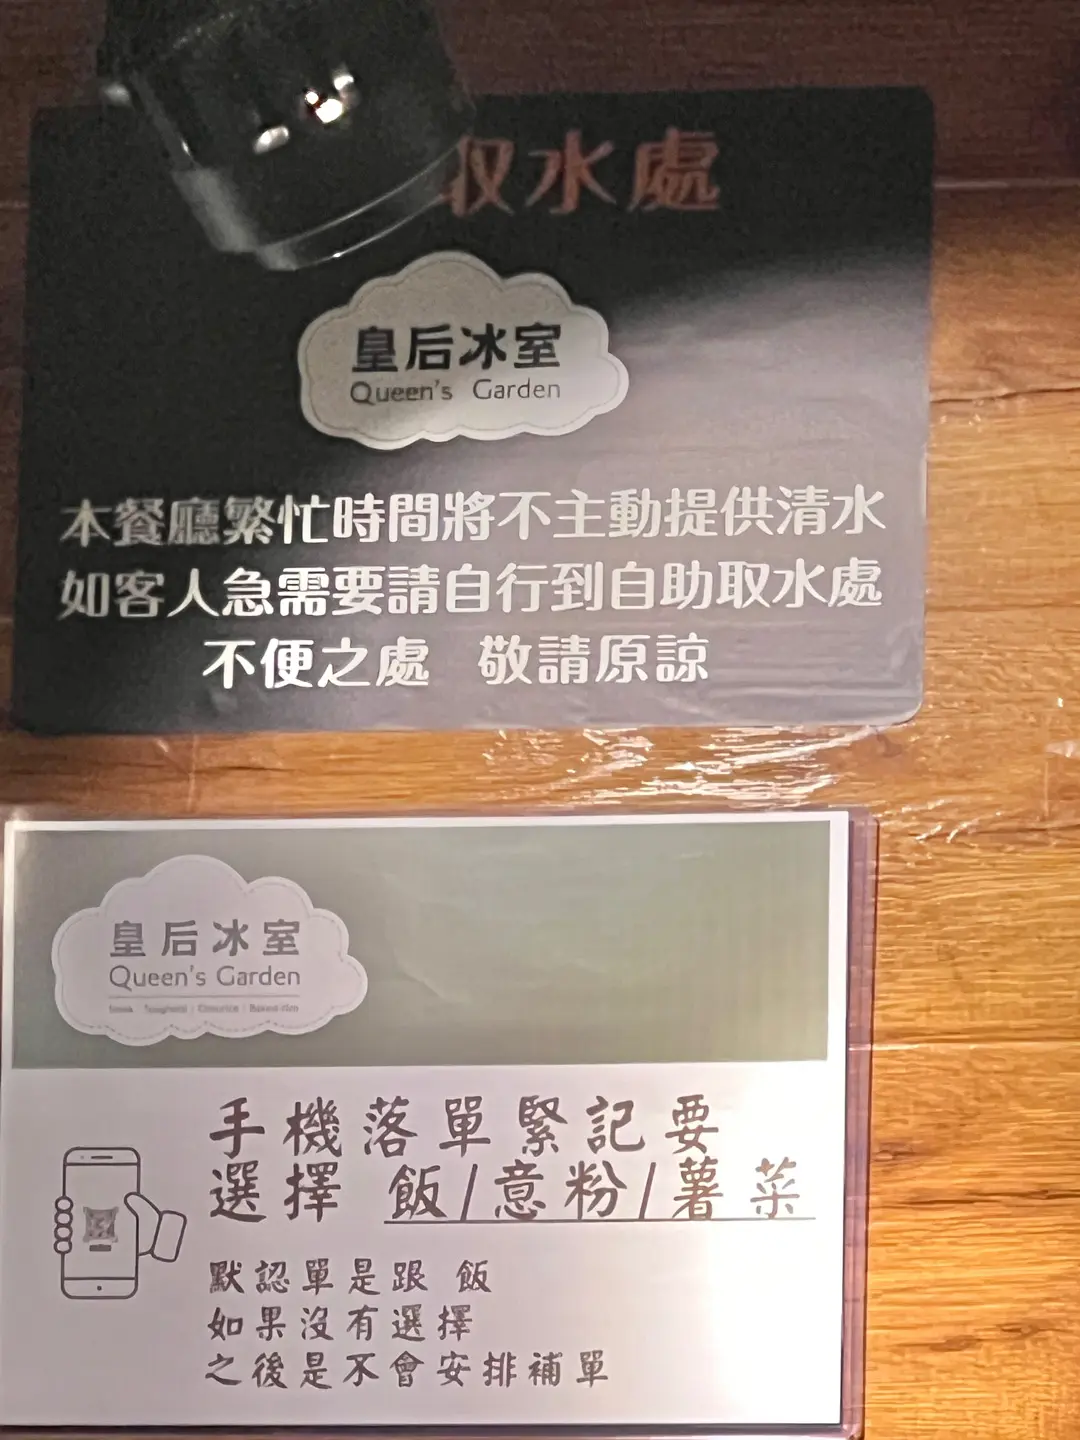 取水處
皇后冰室
Queen's Garden
本餐廳繁忙時間將不主動提供清水
如客人急需要請自行到自助取水處
不便之處 敬請原諒
皇后冰室
Queen's Garden
手機落單緊記要
選擇 飯/意粉/薯菜
默認單是跟 飯
如果沒有選擇
之後是不會安排補單